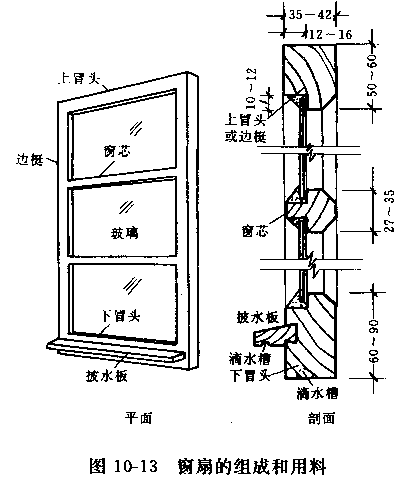 上冒头
边梃
窗芯
玻璃
下冒头
披水板
平面
35-42
12-16
10-12
50-60
上冒头
或边梃
窗芯
27-35
披水板
滴水槽
下冒头
滴水槽
60-90
剖面
图 10-13 窗扇的组成和用料